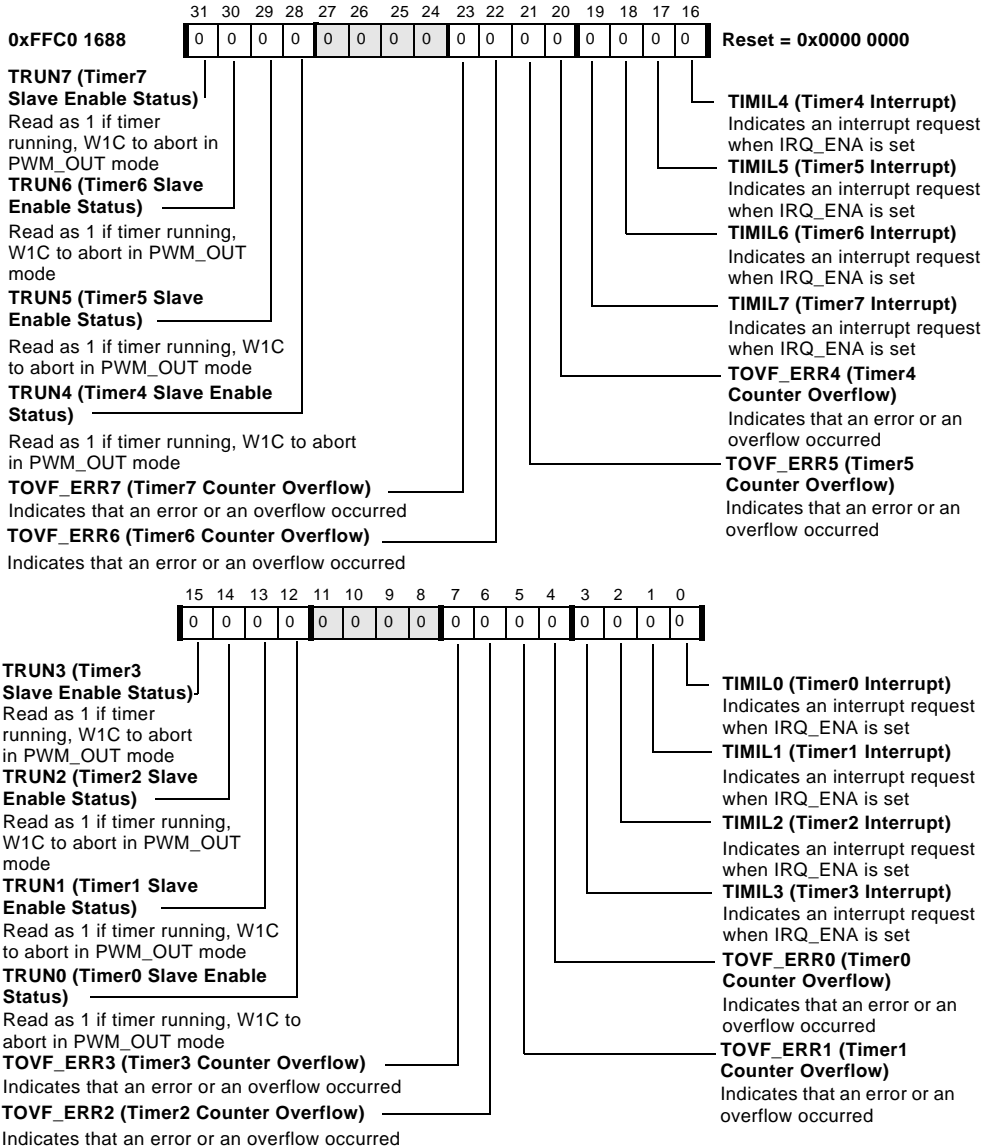 31 30 29 28 27 26 25 24 23 22 21 20 19 18 17 16
0xFFC0 1688
0 0 0 0 0 0 0 0 0 0 0 0 0 0 0 0
Reset = 0x0000 0000
TRUN7 (Timer7
Slave Enable Status)
Read as 1 if timer
running, W1C to abort in
PWM_OUT mode
TRUN6 (Timer6 Slave
Enable Status)
Read as 1 if timer running,
W1C to abort in PWM_OUT
mode
TRUN5 (Timer5 Slave
Enable Status)
Read as 1 if timer running, W1C
to abort in PWM_OUT mode
TRUN4 (Timer4 Slave Enable
Status)
Read as 1 if timer running, W1C to abort
in PWM_OUT mode
TOVF_ERR7 (Timer7 Counter Overflow)
Indicates that an error or an overflow occurred
TOVF_ERR6 (Timer6 Counter Overflow)
Indicates that an error or an overflow occurred
TIMIL4 (Timer4 Interrupt)
Indicates an interrupt request
when IRQ_ENA is set
TIMIL5 (Timer5 Interrupt)
Indicates an interrupt request
when IRQ_ENA is set
TIMIL6 (Timer6 Interrupt)
Indicates an interrupt request
when IRQ_ENA is set
TIMIL7 (Timer7 Interrupt)
Indicates an interrupt request
when IRQ_ENA is set
TOVF_ERR4 (Timer4
Counter Overflow)
Indicates that an error or an
overflow occurred
TOVF_ERR5 (Timer5
Counter Overflow)
Indicates that an error or an
overflow occurred
15 14 13 12 11 10 9 8 7 6 5 4 3 2 1 0
0 0 0 0 0 0 0 0 0 0 0 0 0 0 0 0
TRUN3 (Timer3
Slave Enable Status)
Read as 1 if timer
running, W1C to abort
in PWM_OUT mode
TRUN2 (Timer2 Slave
Enable Status)
Read as 1 if timer running,
W1C to abort in PWM_OUT
mode
TRUN1 (Timer1 Slave
Enable Status)
Read as 1 if timer running, W1C
to abort in PWM_OUT mode
TRUN0 (Timer0 Slave Enable
Status)
Read as 1 if timer running, W1C to
abort in PWM_OUT mode
TOVF_ERR3 (Timer3 Counter Overflow)
Indicates that an error or an overflow occurred
TOVF_ERR2 (Timer2 Counter Overflow)
Indicates that an error or an overflow occurred
TIMIL0 (Timer0 Interrupt)
Indicates an interrupt request
when IRQ_ENA is set
TIMIL1 (Timer1 Interrupt)
Indicates an interrupt request
when IRQ_ENA is set
TIMIL2 (Timer2 Interrupt)
Indicates an interrupt request
when IRQ_ENA is set
TIMIL3 (Timer3 Interrupt)
Indicates an interrupt request
when IRQ_ENA is set
TOVF_ERR0 (Timer0
Counter Overflow)
Indicates that an error or an
overflow occurred
TOVF_ERR1 (Timer1
Counter Overflow)
Indicates that an error or an
overflow occurred